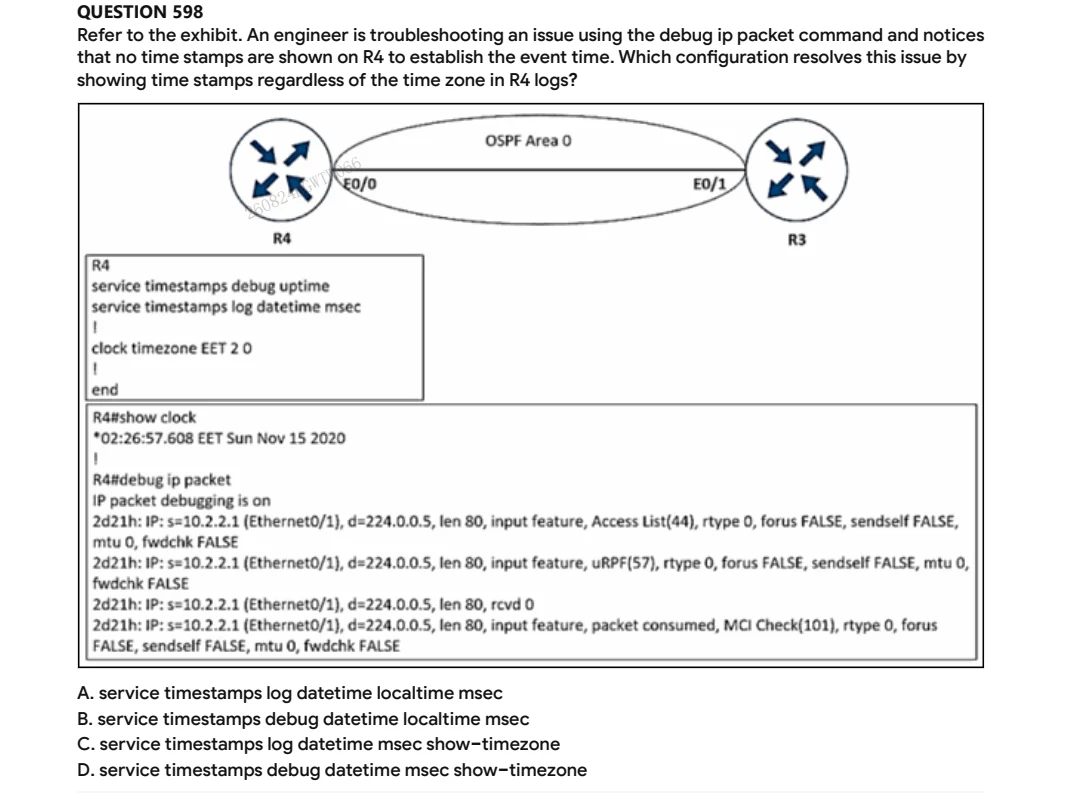 QUESTION 598
Refer to the exhibit. An engineer is troubleshooting an issue using the debug ip packet command and notices
that no time stamps are shown on R4 to establish the event time. Which configuration resolves this issue by
showing time stamps regardless of the time zone in R4 logs?
OSPF Area 0
E0/0
E0/1
R4
R3
R4
service timestamps debug uptime
service timestamps log datetime msec
!
clock timezone EET 2 0
!
end
R4#show clock
*02:26:57.608 EET Sun Nov 15 2020
!
R4#debug ip packet
IP packet debugging is on
2d21h: IP: s=10.2.2.1 (Ethernet0/1), d=224.0.0.5, len 80, input feature, Access List(44), rtype 0, forus FALSE, sendself FALSE,
mtu 0, fwdchk FALSE
2d21h: IP: s=10.2.2.1 (Ethernet0/1), d=224.0.0.5, len 80, input feature, uRPF(57), rtype 0, forus FALSE, sendself FALSE, mtu 0,
fwdchk FALSE
2d21h: IP: s=10.2.2.1 (Ethernet0/1), d=224.0.0.5, len 80, rcvd 0
2d21h: IP: s=10.2.2.1 (Ethernet0/1), d=224.0.0.5, len 80, input feature, packet consumed, MCI Check(101), rtype 0, forus
FALSE, sendself FALSE, mtu 0, fwdchk FALSE
A. service timestamps log datetime localtime msec
B. service timestamps debug datetime localtime msec
C. service timestamps log datetime msec show-timezone
D. service timestamps debug datetime msec show-timezone